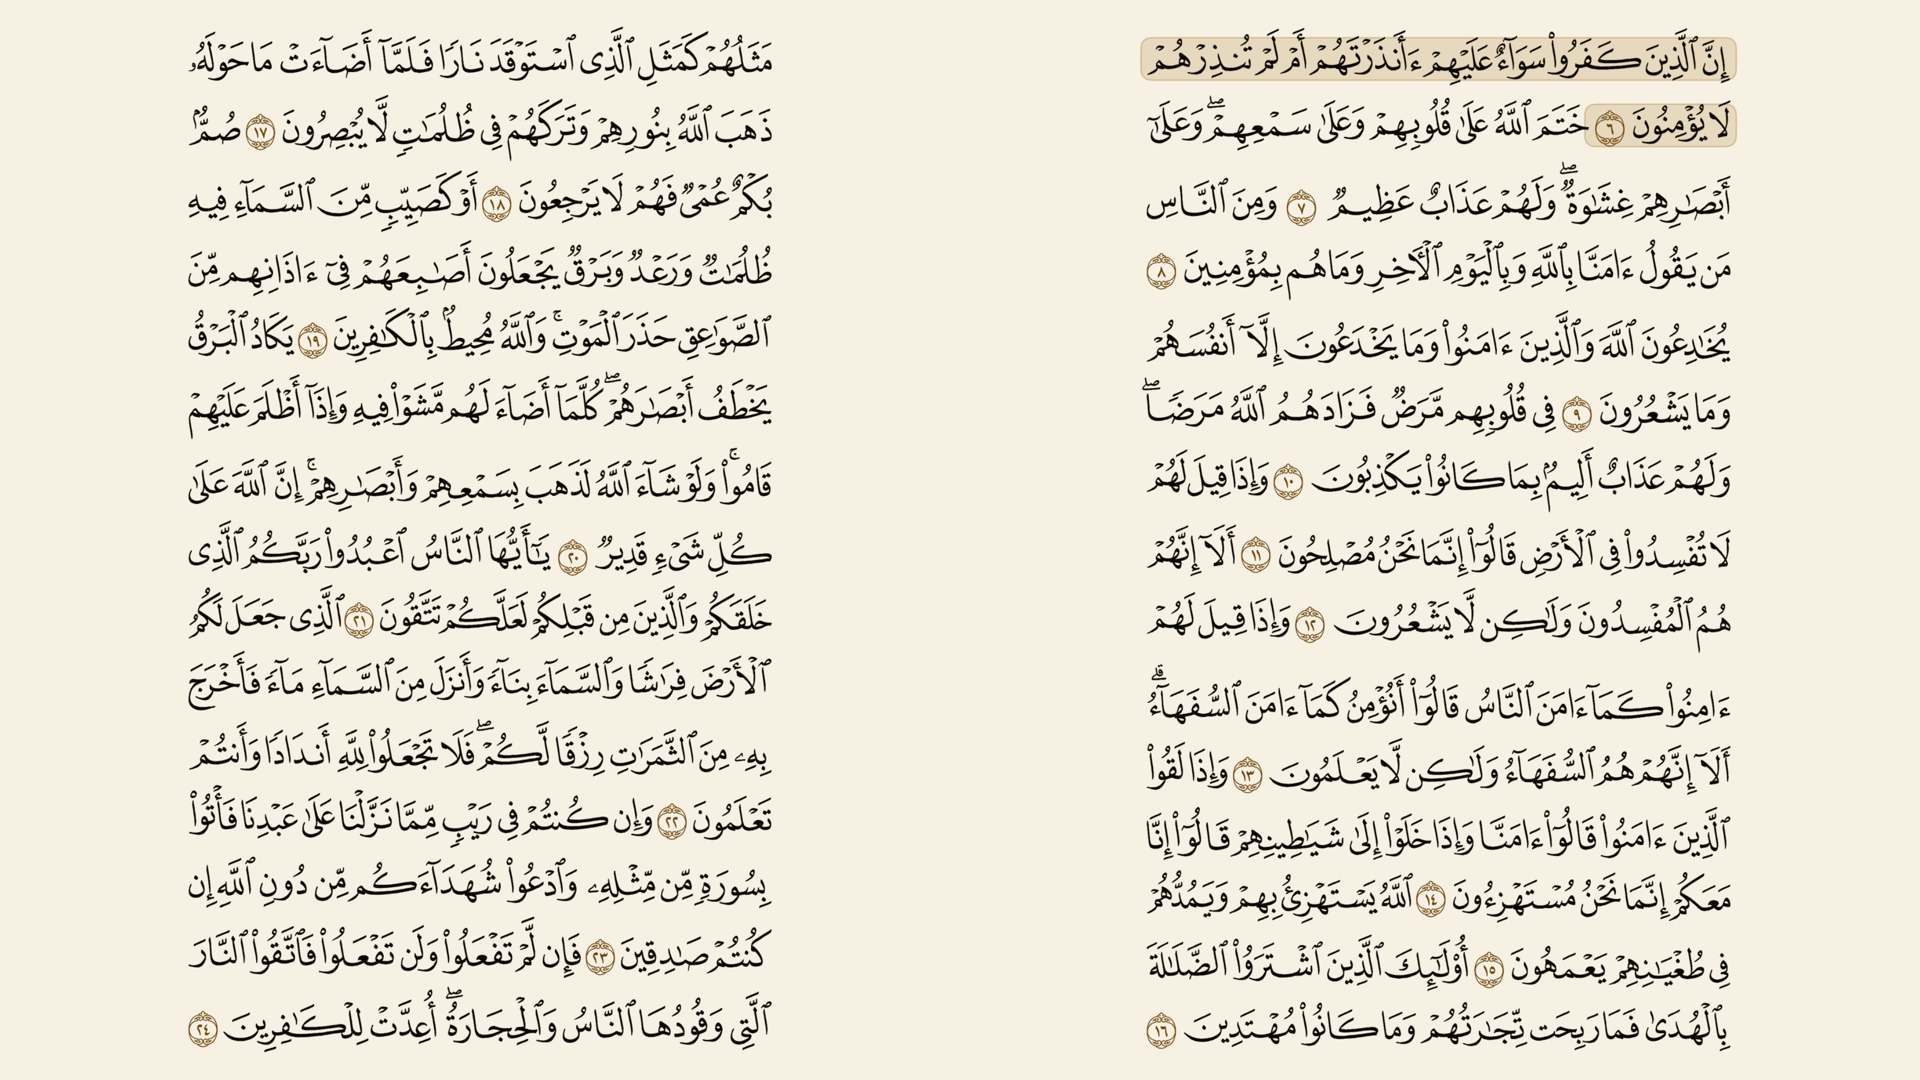 إِنَّ ٱلَّذِينَ كَفَرُوا۟ سَوَآءٌ عَلَيْهِمْ ءَأَنذَرْتَهُمْ أَمْ لَمْ تُنذِرْهُمْ
لَا يُؤْمِنُونَ ٦ خَتَمَ ٱللَّهُ عَلَىٰ قُلُوبِهِمْ وَعَلَىٰ سَمْعِهِمْ ۖ وَعَلَىٰٓ
أَبْصَـٰرِهِمْ غِشَـٰوَةٌ ۖ وَلَهُمْ عَذَابٌ عَظِيمٌ ٧ وَمِنَ ٱلنَّاسِ
مَن يَقُولُ ءَامَنَّا بِٱللَّهِ وَبِٱلْيَوْمِ ٱلْـَٔاخِرِ وَمَا هُم بِمُؤْمِنِينَ ٨
يُخَـٰدِعُونَ ٱللَّهَ وَٱلَّذِينَ ءَامَنُوا۟ وَمَا يَخْدَعُونَ إِلَّآ أَنفُسَهُمْ
وَمَا يَشْعُرُونَ ٩ فِى قُلُوبِهِم مَّرَضٌ فَزَادَهُمُ ٱللَّهُ مَرَضًا ۖ
وَلَهُمْ عَذَابٌ أَلِيمٌۢ بِمَا كَانُوا۟ يَكْذِبُونَ ١٠ وَإِذَا قِيلَ لَهُمْ
لَا تُفْسِدُوا۟ فِى ٱلْأَرْضِ قَالُوٓا۟ إِنَّمَا نَحْنُ مُصْلِحُونَ ١١ أَلَآ إِنَّهُمْ
هُمُ ٱلْمُفْسِدُونَ وَلَـٰكِن لَّا يَشْعُرُونَ ١٢ وَإِذَا قِيلَ لَهُمْ
ءَامِنُوا۟ كَمَآ ءَامَنَ ٱلنَّاسُ قَالُوٓا۟ أَنُؤْمِنُ كَمَآ ءَامَنَ ٱلسُّفَهَآءُ ۗ
أَلَآ إِنَّهُمْ هُمُ ٱلسُّفَهَآءُ وَلَـٰكِن لَّا يَعْلَمُونَ ١٣ وَإِذَا لَقُوا۟
ٱلَّذِينَ ءَامَنُوا۟ قَالُوٓا۟ ءَامَنَّا وَإِذَا خَلَوْا۟ إِلَىٰ شَيَـٰطِينِهِمْ قَالُوٓا۟ إِنَّا
مَعَكُمْ إِنَّمَا نَحْنُ مُسْتَهْزِءُونَ ١٤ ٱللَّهُ يَسْتَهْزِئُ بِهِمْ وَيَمُدُّهُمْ
فِى طُغْيَـٰنِهِمْ يَعْمَهُونَ ١٥ أُو۟لَـٰٓئِكَ ٱلَّذِينَ ٱشْتَرَوُا۟ ٱلضَّلَـٰلَةَ
بِٱلْهُدَىٰ فَمَا رَبِحَت تِّجَـٰرَتُهُمْ وَمَا كَانُوا۟ مُهْتَدِينَ ١٦
مَثَلُهُمْ كَمَثَلِ ٱلَّذِى ٱسْتَوْقَدَ نَارًا فَلَمَّآ أَضَآءَتْ مَا حَوْلَهُۥ
ذَهَبَ ٱللَّهُ بِنُورِهِمْ وَتَرَكَهُمْ فِى ظُلُمَـٰتٍ لَّا يُبْصِرُونَ ١٧ صُمٌّۢ
بُكْمٌ عُمْىٌ فَهُمْ لَا يَرْجِعُونَ ١٨ أَوْ كَصَيِّبٍ مِّنَ ٱلسَّمَآءِ فِيهِ
ظُلُمَـٰتٌ وَرَعْدٌ وَبَرْقٌ يَجْعَلُونَ أَصَـٰبِعَهُمْ فِىٓ ءَاذَانِهِم مِّنَ
ٱلصَّوَٰعِقِ حَذَرَ ٱلْمَوْتِ ۚ وَٱللَّهُ مُحِيطٌۢ بِٱلْكَـٰفِرِينَ ١٩ يَكَادُ ٱلْبَرْقُ
يَخْطَفُ أَبْصَـٰرَهُمْ ۖ كُلَّمَآ أَضَآءَ لَهُم مَّشَوْا۟ فِيهِ وَإِذَآ أَظْلَمَ عَلَيْهِمْ
قَامُوا۟ ۚ وَلَوْ شَآءَ ٱللَّهُ لَذَهَبَ بِسَمْعِهِمْ وَأَبْصَـٰرِهِمْ ۚ إِنَّ ٱللَّهَ عَلَىٰ
كُلِّ شَىْءٍ قَدِيرٌ ٢٠ يَـٰٓأَيُّهَا ٱلنَّاسُ ٱعْبُدُوا۟ رَبَّكُمُ ٱلَّذِى
خَلَقَكُمْ وَٱلَّذِينَ مِن قَبْلِكُمْ لَعَلَّكُمْ تَتَّقُونَ ٢١ ٱلَّذِى جَعَلَ لَكُمُ
ٱلْأَرْضَ فِرَٰشًا وَٱلسَّمَآءَ بِنَآءً وَأَنزَلَ مِنَ ٱلسَّمَآءِ مَآءً فَأَخْرَجَ
بِهِۦ مِنَ ٱلثَّمَرَٰتِ رِزْقًا لَّكُمْ ۖ فَلَا تَجْعَلُوا۟ لِلَّهِ أَندَادًا وَأَنتُمْ
تَعْلَمُونَ ٢٢ وَإِن كُنتُمْ فِى رَيْبٍ مِّمَّا نَزَّلْنَا عَلَىٰ عَبْدِنَا فَأْتُوا۟
بِسُورَةٍ مِّن مِّثْلِهِۦ وَٱدْعُوا۟ شُهَدَآءَكُم مِّن دُونِ ٱللَّهِ إِن
كُنتُمْ صَـٰدِقِينَ ٢٣ فَإِن لَّمْ تَفْعَلُوا۟ وَلَن تَفْعَلُوا۟ فَٱتَّقُوا۟ ٱلنَّارَ
ٱلَّتِى وَقُودُهَا ٱلنَّاسُ وَٱلْحِجَارَةُ ۖ أُعِدَّتْ لِلْكَـٰفِرِينَ ٢٤